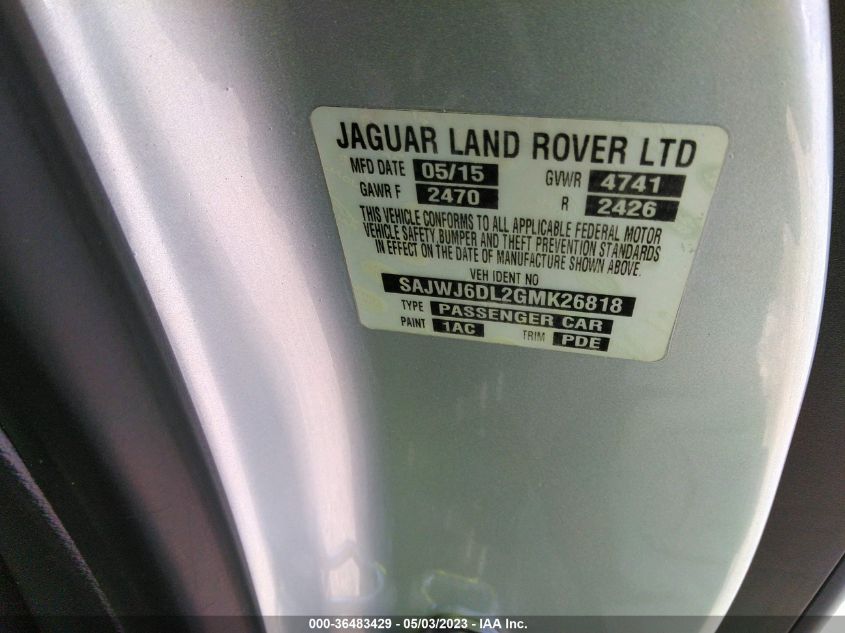 JAGUAR LAND ROVER LTD
MFD DATE 05/15 GVWR 4741
GAWR F 2470 R 2426
THIS VEHICLE CONFORMS TO ALL APPLICABLE FEDERAL MOTOR
VEHICLE SAFETY, BUMPER AND THEFT PREVENTION STANDARDS
IN EFFECT ON THE DATE OF MANUFACTURE SHOWN ABOVE.
VEH IDENT NO
SAJWJ6DL2GMK26818
TYPE PASSENGER CAR
PAINT 1AC TRIM PDE
000-36483429 - 05/03/2023 - IAA Inc.